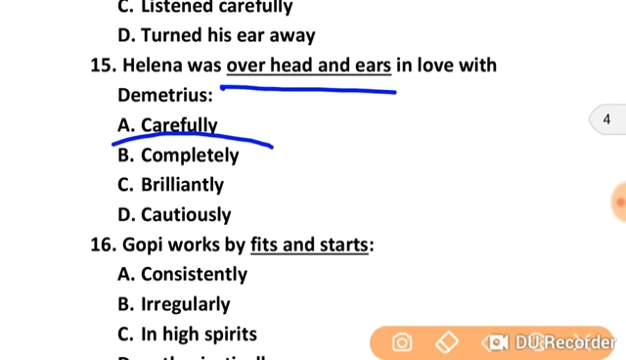 C. Listened carefully
D. Turned his ear away
15. Helena was over head and ears in love with
Demetrius:
A. Carefully
B. Completely
C. Brilliantly
D. Cautiously
16. Gopi works by fits and starts:
A. Consistently
B. Irregularly
C. In high spirits
4
DU Recorder